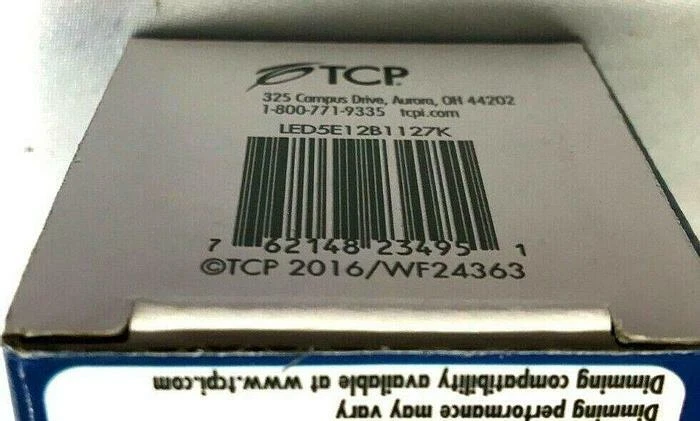 TCP
325 Campus Drive, Aurora, OH 44202
1-800-771-9335 tcpi.com
LED5E12B1127K
7 62148 23495 1
©TCP 2016/WF24363
Dimming performance may vary
Dimming compatibility available at www.tcpi.com